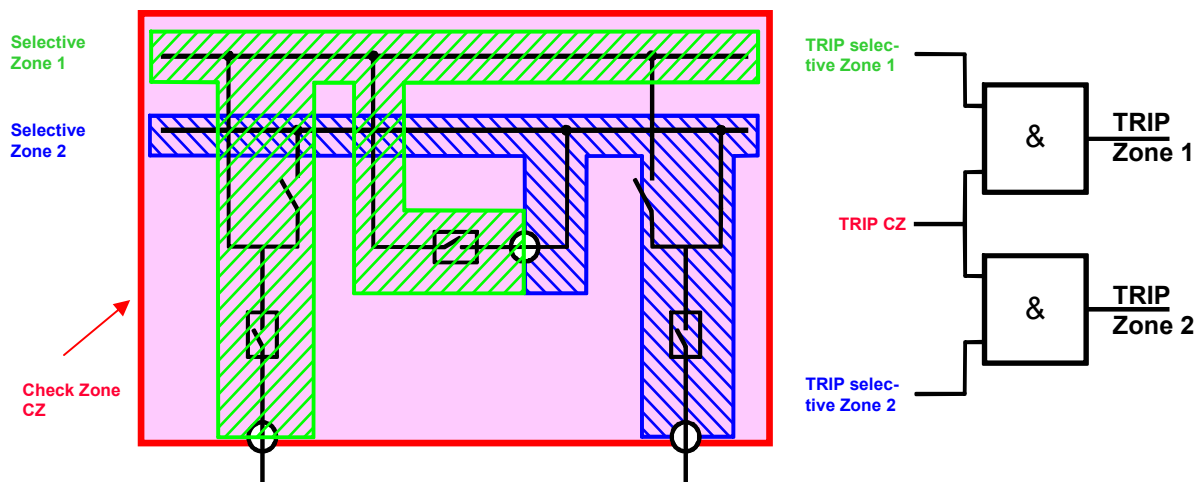 Selective
Zone 1
Selective
Zone 2
Check Zone
CZ
TRIP selec-
tive Zone 1
TRIP CZ
TRIP selec-
tive Zone 2
&
&
TRIP
Zone 1
TRIP
Zone 2